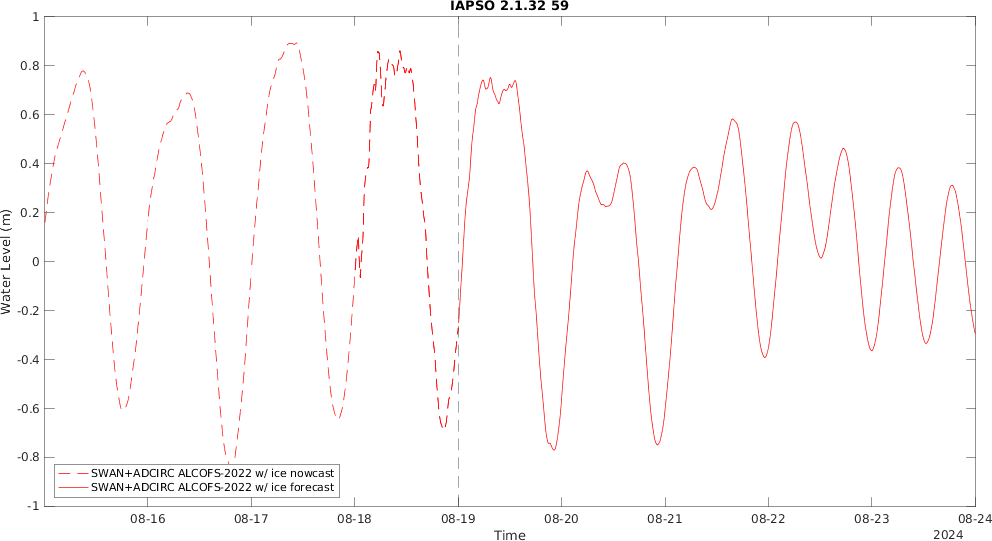 IAPSO 2.1.32 59
1
0.8
0.6
0.4
0.2
0
-0.2
-0.4
-0.6
-0.8
-1
Water Level (m)
SWAN+ADCIRC ALCOFS-2022 w/ ice nowcast
SWAN+ADCIRC ALCOFS-2022 w/ ice forecast
08-16 08-17 08-18 08-19 08-20 08-21 08-22 08-23 08-24
Time
2024